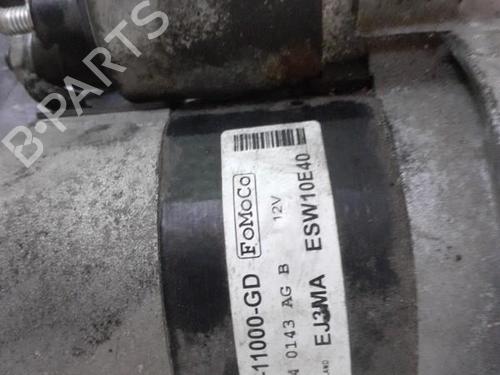 B-PARTS
-11000-GD FoMoCo
4 0143 AG B 12V
EJ3MA ESW10E40